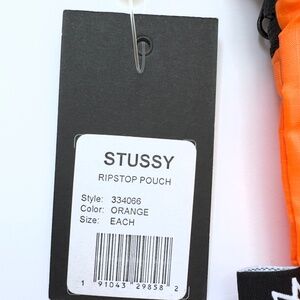 STUSSY
RIPSTOP POUCH
Style: 334066
Color: ORANGE
Size: EACH
1 91043 29858 2